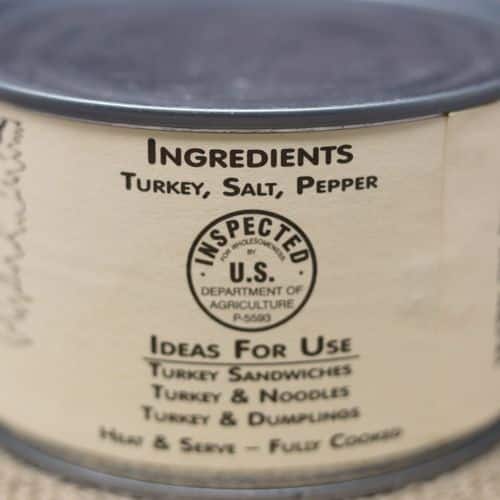 INGREDIENTS
TURKEY, SALT, PEPPER
INSPECTED
FOR WHOLESOMENESS
BY
U.S.
DEPARTMENT OF
AGRICULTURE
P-5593
IDEAS FOR USE
TURKEY SANDWICHES
TURKEY & NOODLES
TURKEY & DUMPLINGS
HEAT & SERVE – FULLY COOKED